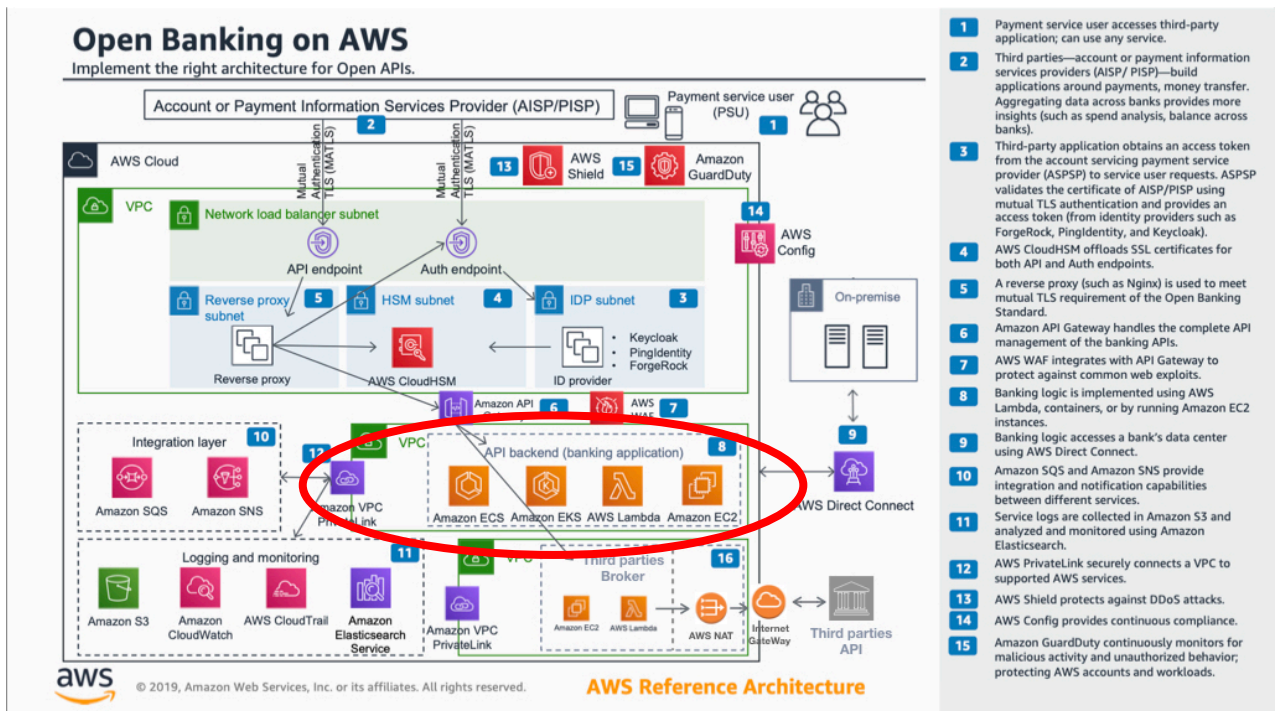 Open Banking on AWS
Implement the right architecture for Open APIs.
Account or Payment Information Services Provider (AISP/PISP)
2
Payment service user
(PSU)
1
AWS Cloud
Mutual
Authentication
TLS (MATLS)
Mutual
Authentication
TLS (MATLS)
13
AWS
Shield
15
Amazon
GuardDuty
VPC
Network load balancer subnet
14
AWS
Config
API endpoint
Auth endpoint
Reverse proxy
subnet
5
HSM subnet
4
IDP subnet
3
Reverse proxy
AWS CloudHSM
• Keycloak
• PingIdentity
• ForgeRock
ID provider
On-premise
Amazon API
6
AWS
WAF
7
Integration layer
10
Amazon SQS
Amazon SNS
12
Amazon VPC
PrivateLink
VPC
API backend (banking application)
8
Amazon ECS
Amazon EKS
AWS Lambda
Amazon EC2
9
AWS Direct Connect
Logging and monitoring
11
Amazon S3
Amazon
CloudWatch
AWS CloudTrail
Amazon
Elasticsearch
Service
VPC
Amazon VPC
PrivateLink
Third parties
Broker
16
Amazon EC2
AWS Lambda
AWS NAT
Internet
GateWay
Third parties
API
aws
© 2019, Amazon Web Services, Inc. or its affiliates. All rights reserved.
AWS Reference Architecture
1
Payment service user accesses third-party
application; can use any service.
2
Third parties—account or payment information
services providers (AISP/ PISP)—build
applications around payments, money transfer.
Aggregating data across banks provides more
insights (such as spend analysis, balance across
banks).
3
Third-party application obtains an access token
from the account servicing payment service
provider (ASPSP) to service user requests. ASPSP
validates the certificate of AISP/PISP using
mutual TLS authentication and provides an
access token (from identity providers such as
ForgeRock, PingIdentity, and Keycloak).
4
AWS CloudHSM offloads SSL certificates for
both API and Auth endpoints.
5
A reverse proxy (such as Nginx) is used to meet
mutual TLS requirement of the Open Banking
Standard.
6
Amazon API Gateway handles the complete API
management of the banking APIs.
7
AWS WAF integrates with API Gateway to
protect against common web exploits.
8
Banking logic is implemented using AWS
Lambda, containers, or by running Amazon EC2
instances.
9
Banking logic accesses a bank's data center
using AWS Direct Connect.
10
Amazon SQS and Amazon SNS provide
integration and notification capabilities
between different services.
11
Service logs are collected in Amazon S3 and
analyzed and monitored using Amazon
Elasticsearch.
12
AWS PrivateLink securely connects a VPC to
supported AWS services.
13
AWS Shield protects against DDoS attacks.
14
AWS Config provides continuous compliance.
15
Amazon GuardDuty continuously monitors for
malicious activity and unauthorized behavior;
protecting AWS accounts and workloads.